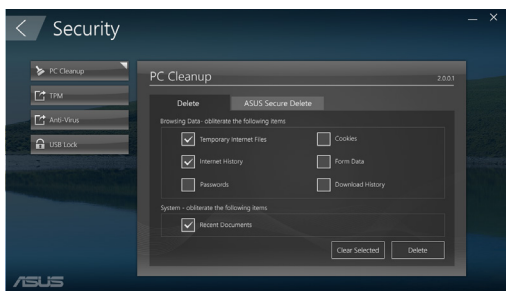 Security
PC Cleanup
TPM
Anti-Virus
USB Lock
PC Cleanup
2.0.0.1
Delete
ASUS Secure Delete
Browsing Data- obliterate the following items
Temporary Internet Files
Cookies
Internet History
Form Data
Passwords
Download History
System - obliterate the following items
Recent Documents
Clear Selected
Delete
ASUS